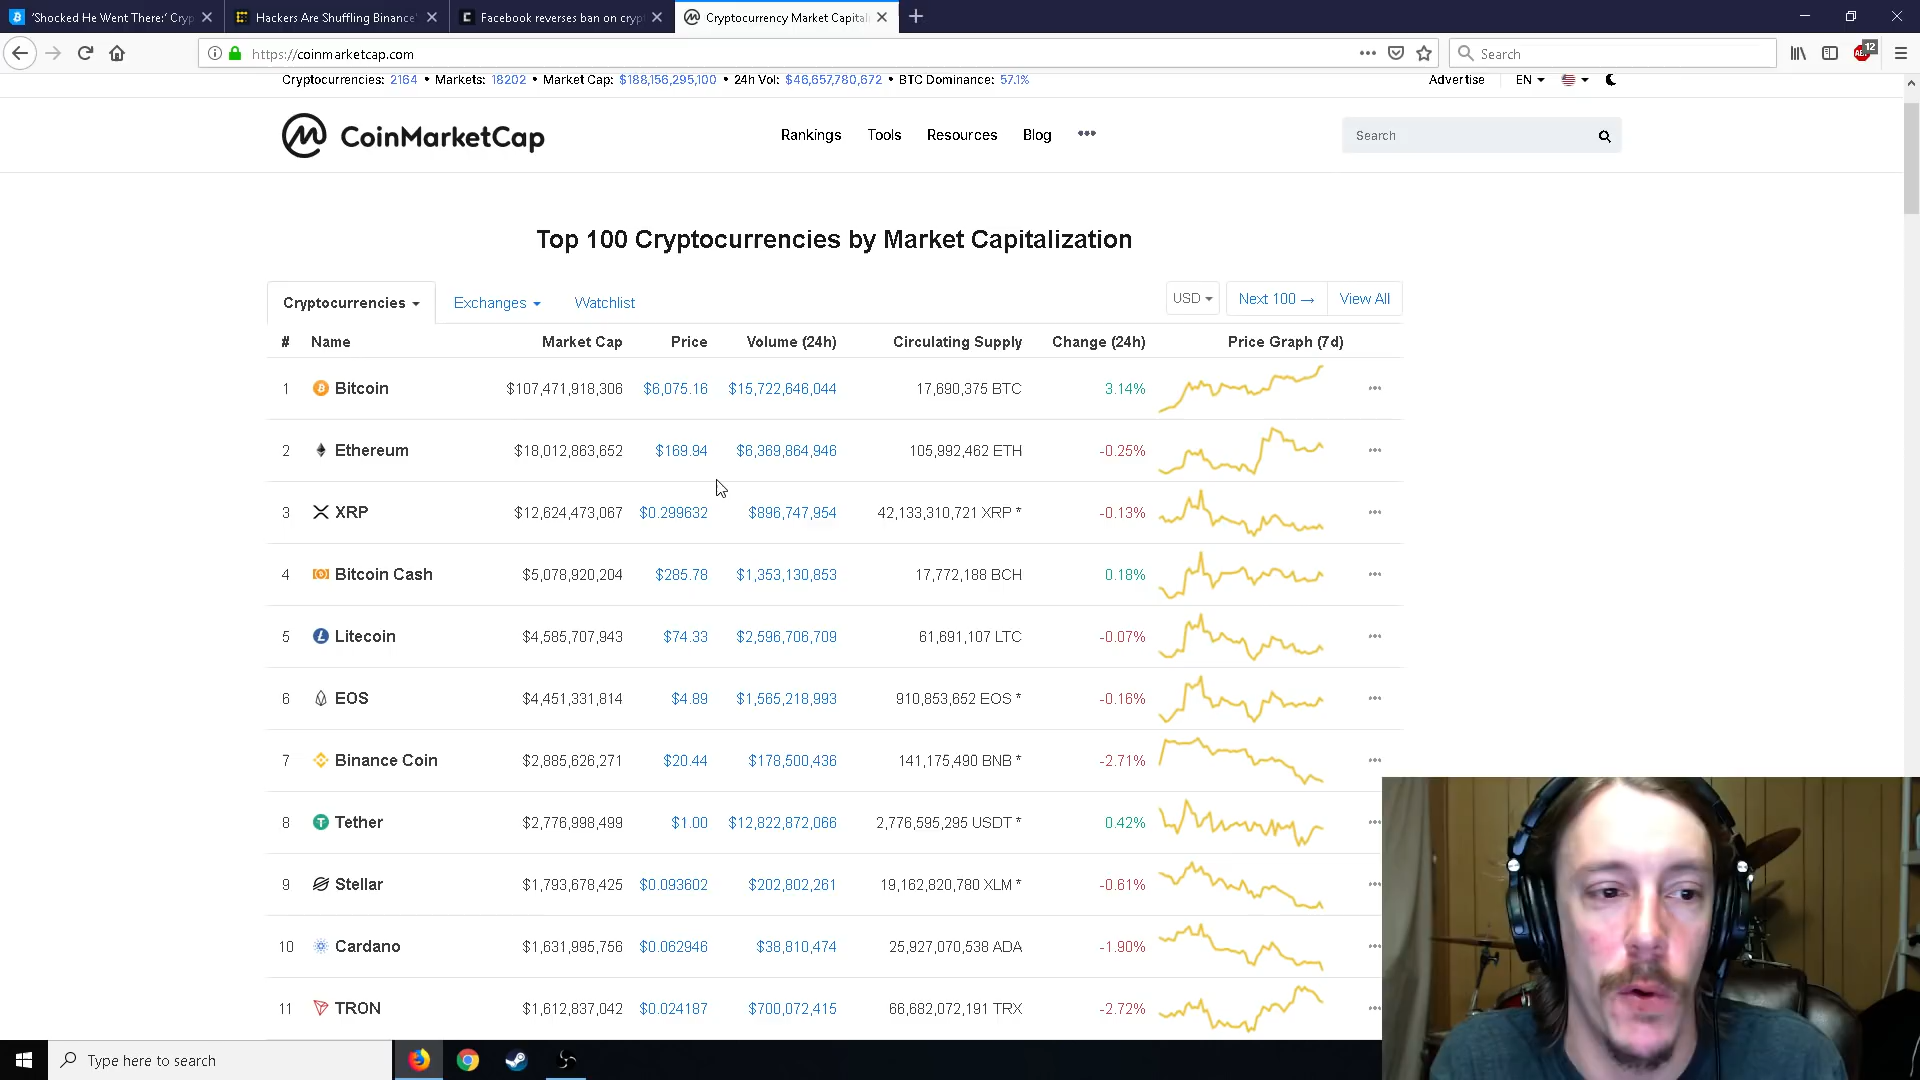 'Shocked He Went There:' Cryp
Hackers Are Shuffling Binance'
Facebook reverses ban on cryp
Cryptocurrency Market Capital
https://coinmarketcap.com
Search
12
Cryptocurrencies: 2164 • Markets: 18202 • Market Cap: $188,156,295,100 • 24h Vol: $46,657,780,672 • BTC Dominance: 57.1%
Advertise EN
CoinMarketCap
Rankings Tools Resources Blog
Search
Top 100 Cryptocurrencies by Market Capitalization
Cryptocurrencies Exchanges Watchlist USD Next 100 → View All
# Name Market Cap Price Volume (24h) Circulating Supply Change (24h) Price Graph (7d)
1 Bitcoin $107,471,918,306 $6,075.16 $15,722,646,044 17,690,375 BTC 3.14%
2 Ethereum $18,012,863,652 $169.94 $6,369,864,946 105,992,462 ETH -0.25%
3 XRP $12,624,473,067 $0.299632 $896,747,954 42,133,310,721 XRP * -0.13%
4 Bitcoin Cash $5,078,920,204 $285.78 $1,353,130,853 17,772,188 BCH 0.18%
5 Litecoin $4,585,707,943 $74.33 $2,596,706,709 61,691,107 LTC -0.07%
6 EOS $4,451,331,814 $4.89 $1,565,218,993 910,853,652 EOS * -0.16%
7 Binance Coin $2,885,626,271 $20.44 $178,500,436 141,175,490 BNB * -2.71%
8 Tether $2,776,998,499 $1.00 $12,822,872,066 2,776,595,295 USDT * 0.42%
9 Stellar $1,793,678,425 $0.093602 $202,802,261 19,162,820,780 XLM * -0.61%
10 Cardano $1,631,995,756 $0.062946 $38,810,474 25,927,070,538 ADA -1.90%
11 TRON $1,612,837,042 $0.024187 $700,072,415 66,682,072,191 TRX -2.72%
Type here to search